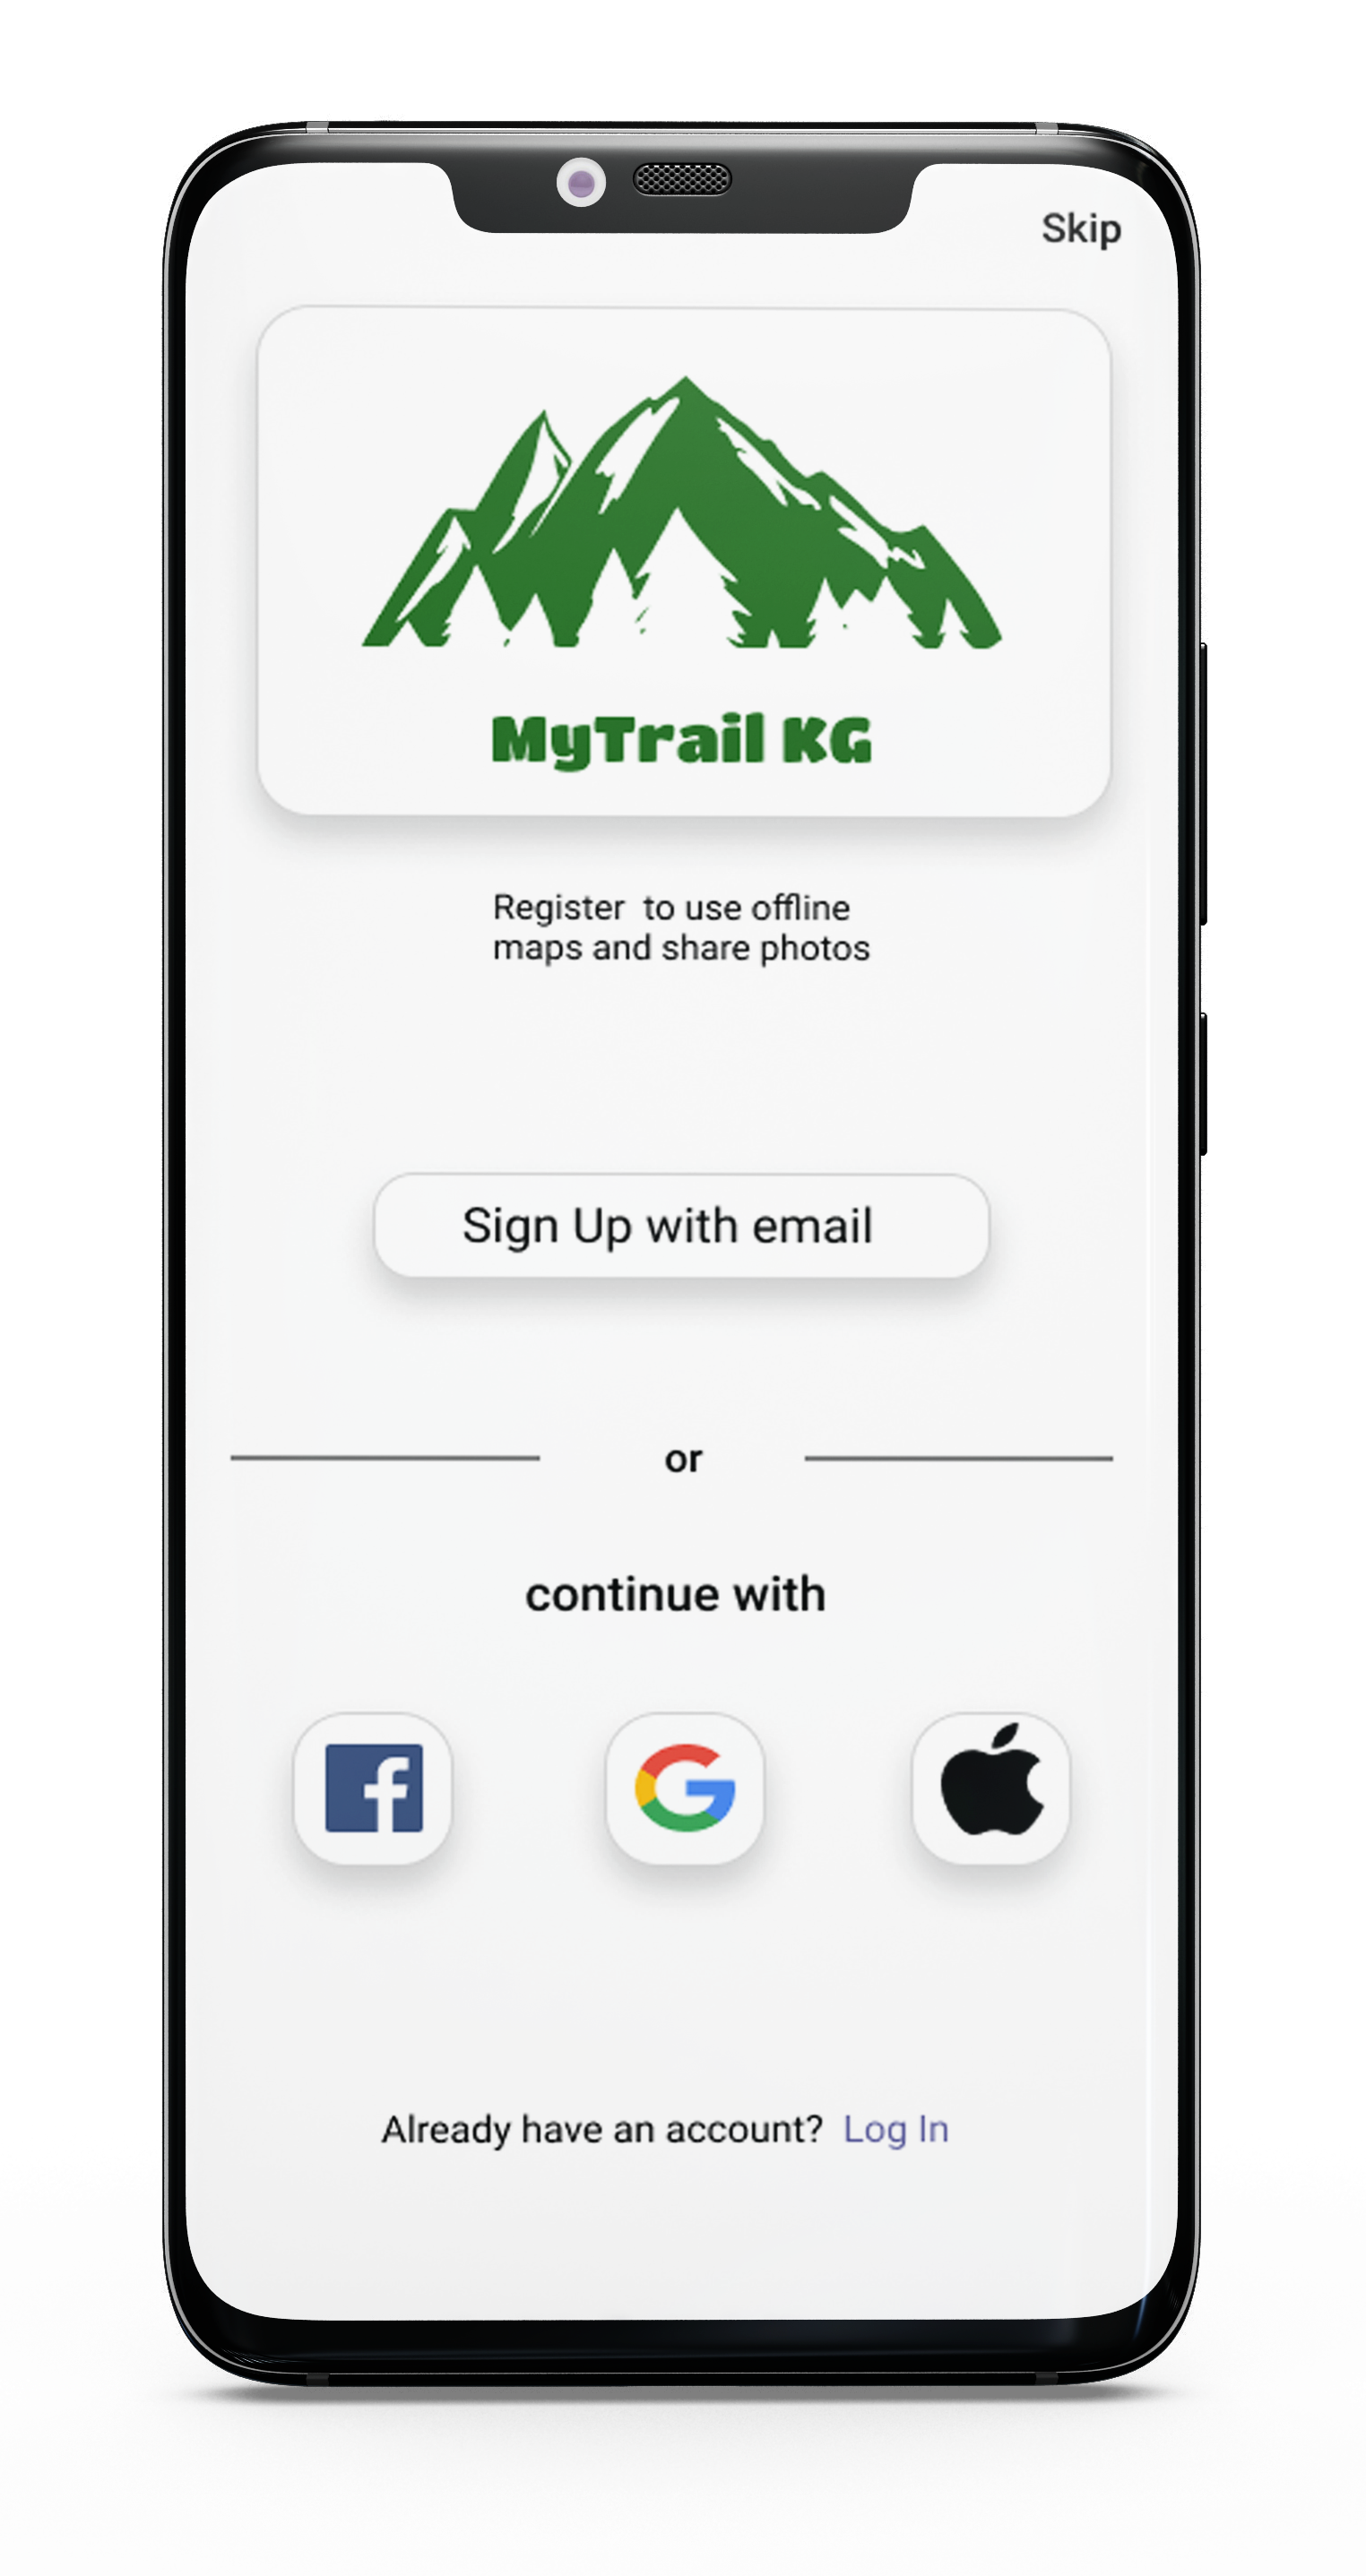 Skip
MyTrail KG
Register  to use offline
maps and share photos
Sign Up with email
or
continue with
Already have an account?  Log In